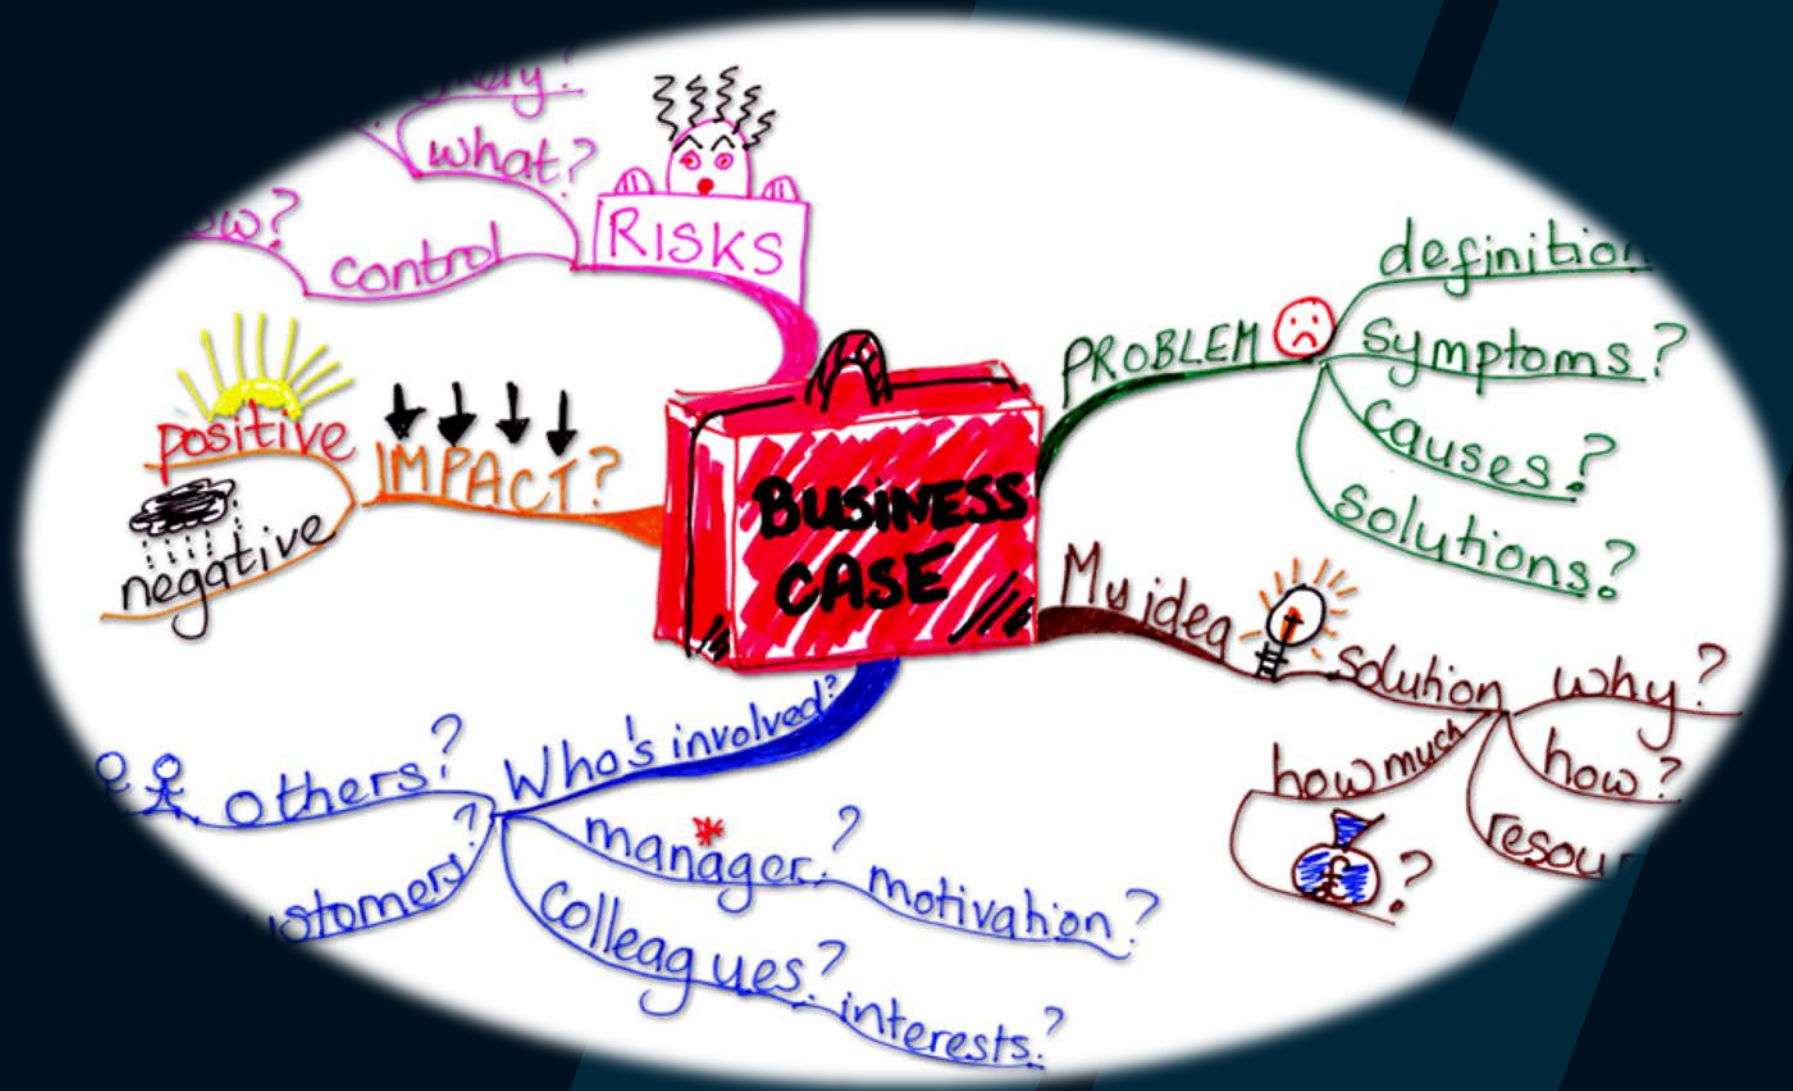 what?
control
RISKS
positive
IMPACT?
negative
BUSINESS
CASE
PROBLEM
definition
symptoms?
causes?
solutions?
My idea
solution
why?
how much
how?
£?
Who's involved?
others?
manager?
motivation?
colleagues?
interests?